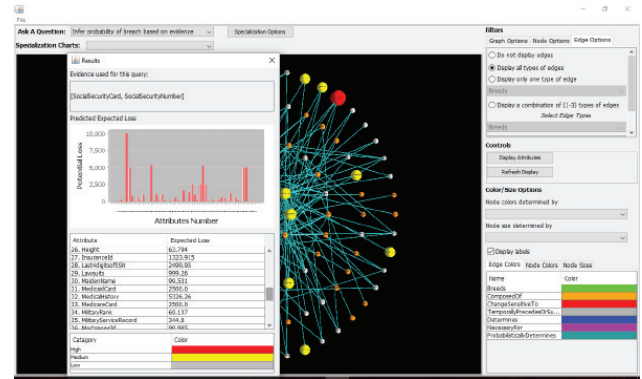 File
Ask A Question:
Infer probability of breach based on evidence
Specialization Options
Specialization Charts:
Results
Evidence used for this query:
[SocialSecurityCard, SocialSecurityNumber]
Predicted Expected Loss
Potential Loss
10,000
7,500
5,000
2,500
0
Attributes Number
Attribute Expected Loss
26. Height 63.794
27. InsuranceId 1323.915
28. Last4digitsofSSN 2499.95
29. Lawsuits 999.26
30. MaidenName 99.531
31. MedicaidCard 2500.0
32. MedicalHistory 5326.26
33. MedicareCard 2500.0
34. MilitaryRank 69.137
35. MilitaryServiceRecord 344.8
Catagory Color
High
Medium
Low
Filters
Graph Options Node Options Edge Options
Do not display edges
Display all types of edges
Display only one type of edge
Breeds
Display a combination of (1-3) types of edges
Select Edge Types
Breeds
Controls
Display Attributes
Refresh Display
Color/Size Options
Node colors determined by
Node size determined by
Display labels
Edge Colors Node Colors Node Sizes
Name Color
Breeds
ComposedOf
ChangeSensitiveTo
TemporallyPrecedesOrSu...
Determines
NecessaryFor
ProbabilisticallyDetermines